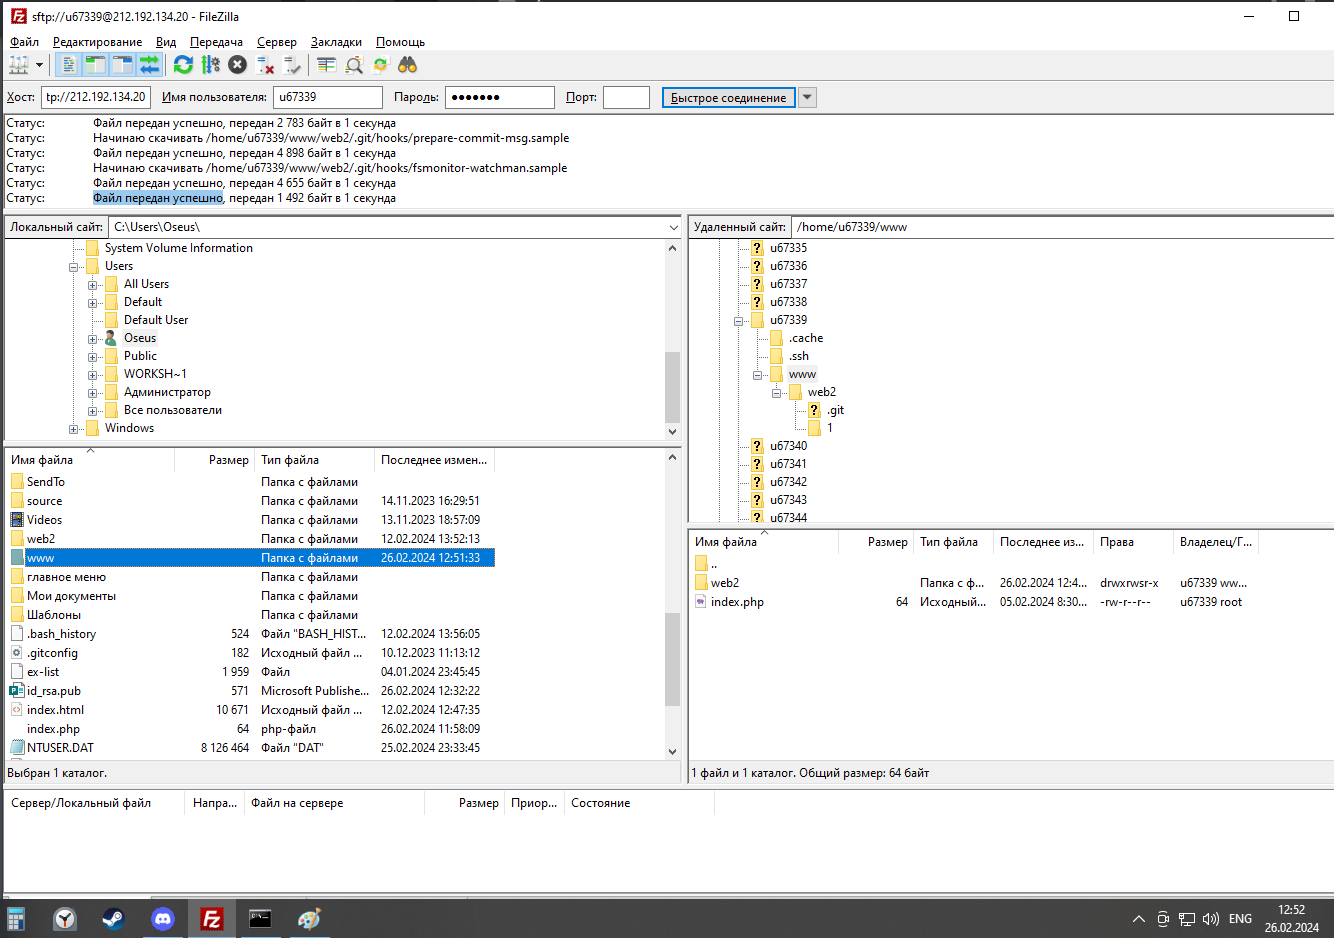 sftp://u67339@212.192.134.20 - FileZilla
Файл Редактирование Вид Передача Сервер Закладки Помощь
Хост: tp://212.192.134.20 Имя пользователя: u67339 Пароль: ●●●●●●● Порт: Быстрое соединение
Статус: Файл передан успешно, передан 2 783 байт в 1 секунда
Статус: Начинаю скачивать /home/u67339/www/web2/.git/hooks/prepare-commit-msg.sample
Статус: Файл передан успешно, передан 4 898 байт в 1 секунда
Статус: Начинаю скачивать /home/u67339/www/web2/.git/hooks/fsmonitor-watchman.sample
Статус: Файл передан успешно, передан 4 655 байт в 1 секунда
Статус: Файл передан успешно, передан 1 492 байт в 1 секунда
Локальный сайт: C:\Users\Oseus\
System Volume Information
Users
All Users
Default
Default User
Oseus
Public
WORKSH~1
Администратор
Все пользователи
Windows
Имя файла Размер Тип файла Последнее измен...
SendTo Папка с файлами
source Папка с файлами 14.11.2023 16:29:51
Videos Папка с файлами 13.11.2023 18:57:09
web2 Папка с файлами 12.02.2024 13:52:13
www Папка с файлами 26.02.2024 12:51:33
главное меню Папка с файлами
Мои документы Папка с файлами
Шаблоны Папка с файлами
.bash_history 524 Файл "BASH_HIST... 12.02.2024 13:56:05
.gitconfig 182 Исходный файл ... 10.12.2023 11:13:12
ex-list 1 959 Файл 04.01.2024 23:45:45
id_rsa.pub 571 Microsoft Publishe... 26.02.2024 12:32:22
index.html 10 671 Исходный файл ... 12.02.2024 12:47:35
index.php 64 php-файл 26.02.2024 11:58:09
NTUSER.DAT 8 126 464 Файл "DAT" 25.02.2024 23:33:45
Выбран 1 каталог.
Удаленный сайт: /home/u67339/www
u67335
u67336
u67337
u67338
u67339
.cache
.ssh
www
web2
.git
1
u67340
u67341
u67342
u67343
u67344
Имя файла Размер Тип файла Последнее из... Права Владелец/Г...
..
web2 Папка с ф... 26.02.2024 12:4... drwxrwsr-x u67339 ww...
index.php 64 Исходный... 05.02.2024 8:30... -rw-r--r-- u67339 root
1 файл и 1 каталог. Общий размер: 64 байт
Сервер/Локальный файл Напра... Файл на сервере Размер Приор... Состояние
ENG
12:52
26.02.2024